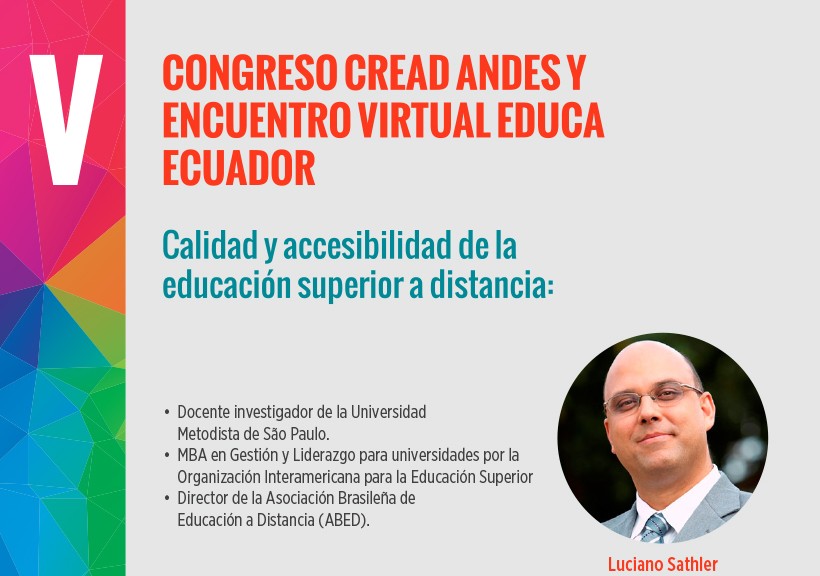 V
CONGRESO CREAD ANDES Y
ENCUENTRO VIRTUAL EDUCA
ECUADOR
Calidad y accesibilidad de la
educación superior a distancia:
• Docente investigador de la Universidad
Metodista de São Paulo.
• MBA en Gestión y Liderazgo para universidades por la
Organización Interamericana para la Educación Superior
• Director de la Asociación Brasileña de
Educación a Distancia (ABED).
Luciano Sathler